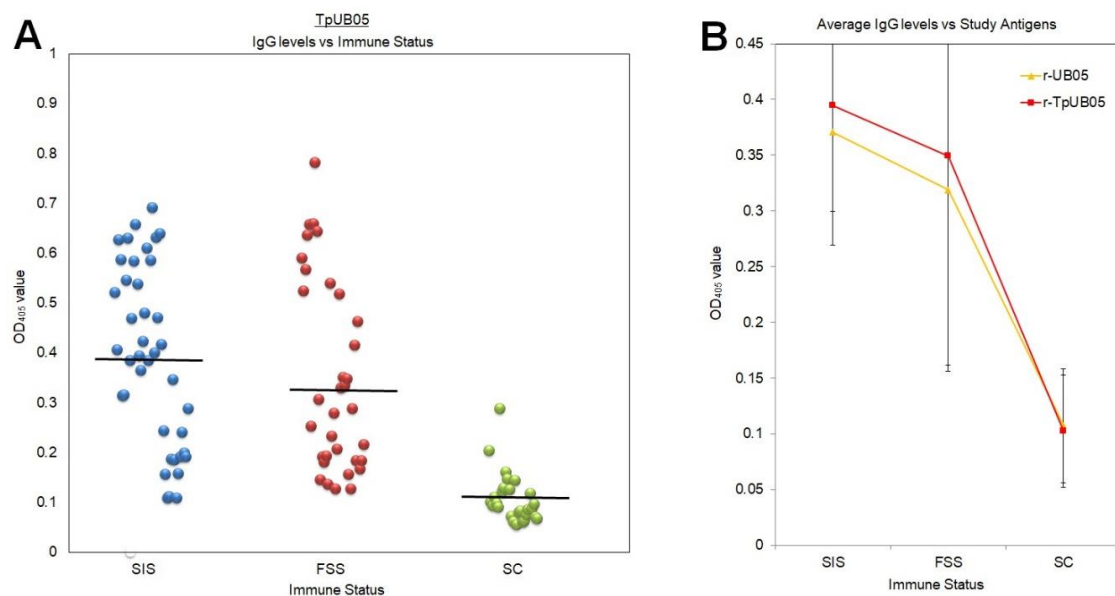 A
TpUB05
IgG levels vs Immune Status
1
0.9
0.8
0.7
0.6
0.5
0.4
0.3
0.2
0.1
0
OD405 value
SIS FSS SC
Immune Status
B
Average IgG levels vs Study Antigens
0.45
0.4
0.35
0.3
0.25
0.2
0.15
0.1
0.05
0
OD405 value
r-UB05
r-TpUB05
SIS FSS SC
Immune Status